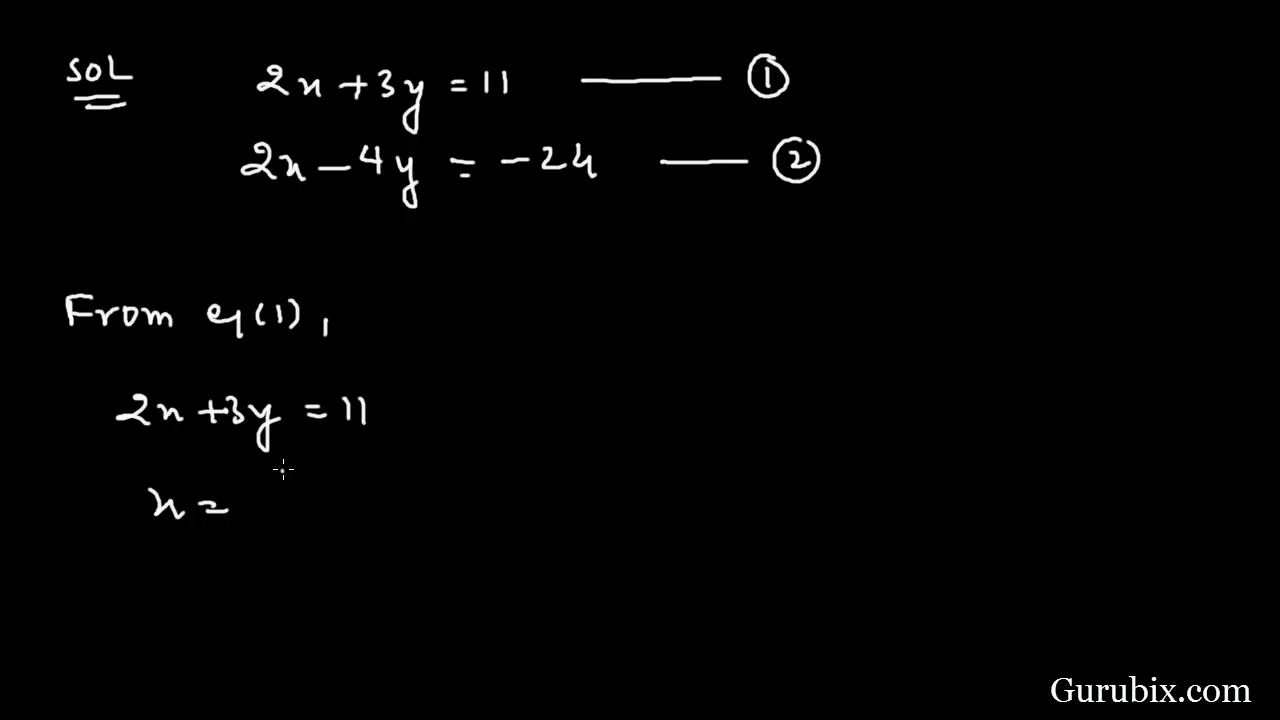 SOL 2x + 3y = 11 ——— ①
2x − 4y = −24 —— ②
From eq (1),
2x + 3y = 11
x =
Gurubix.com